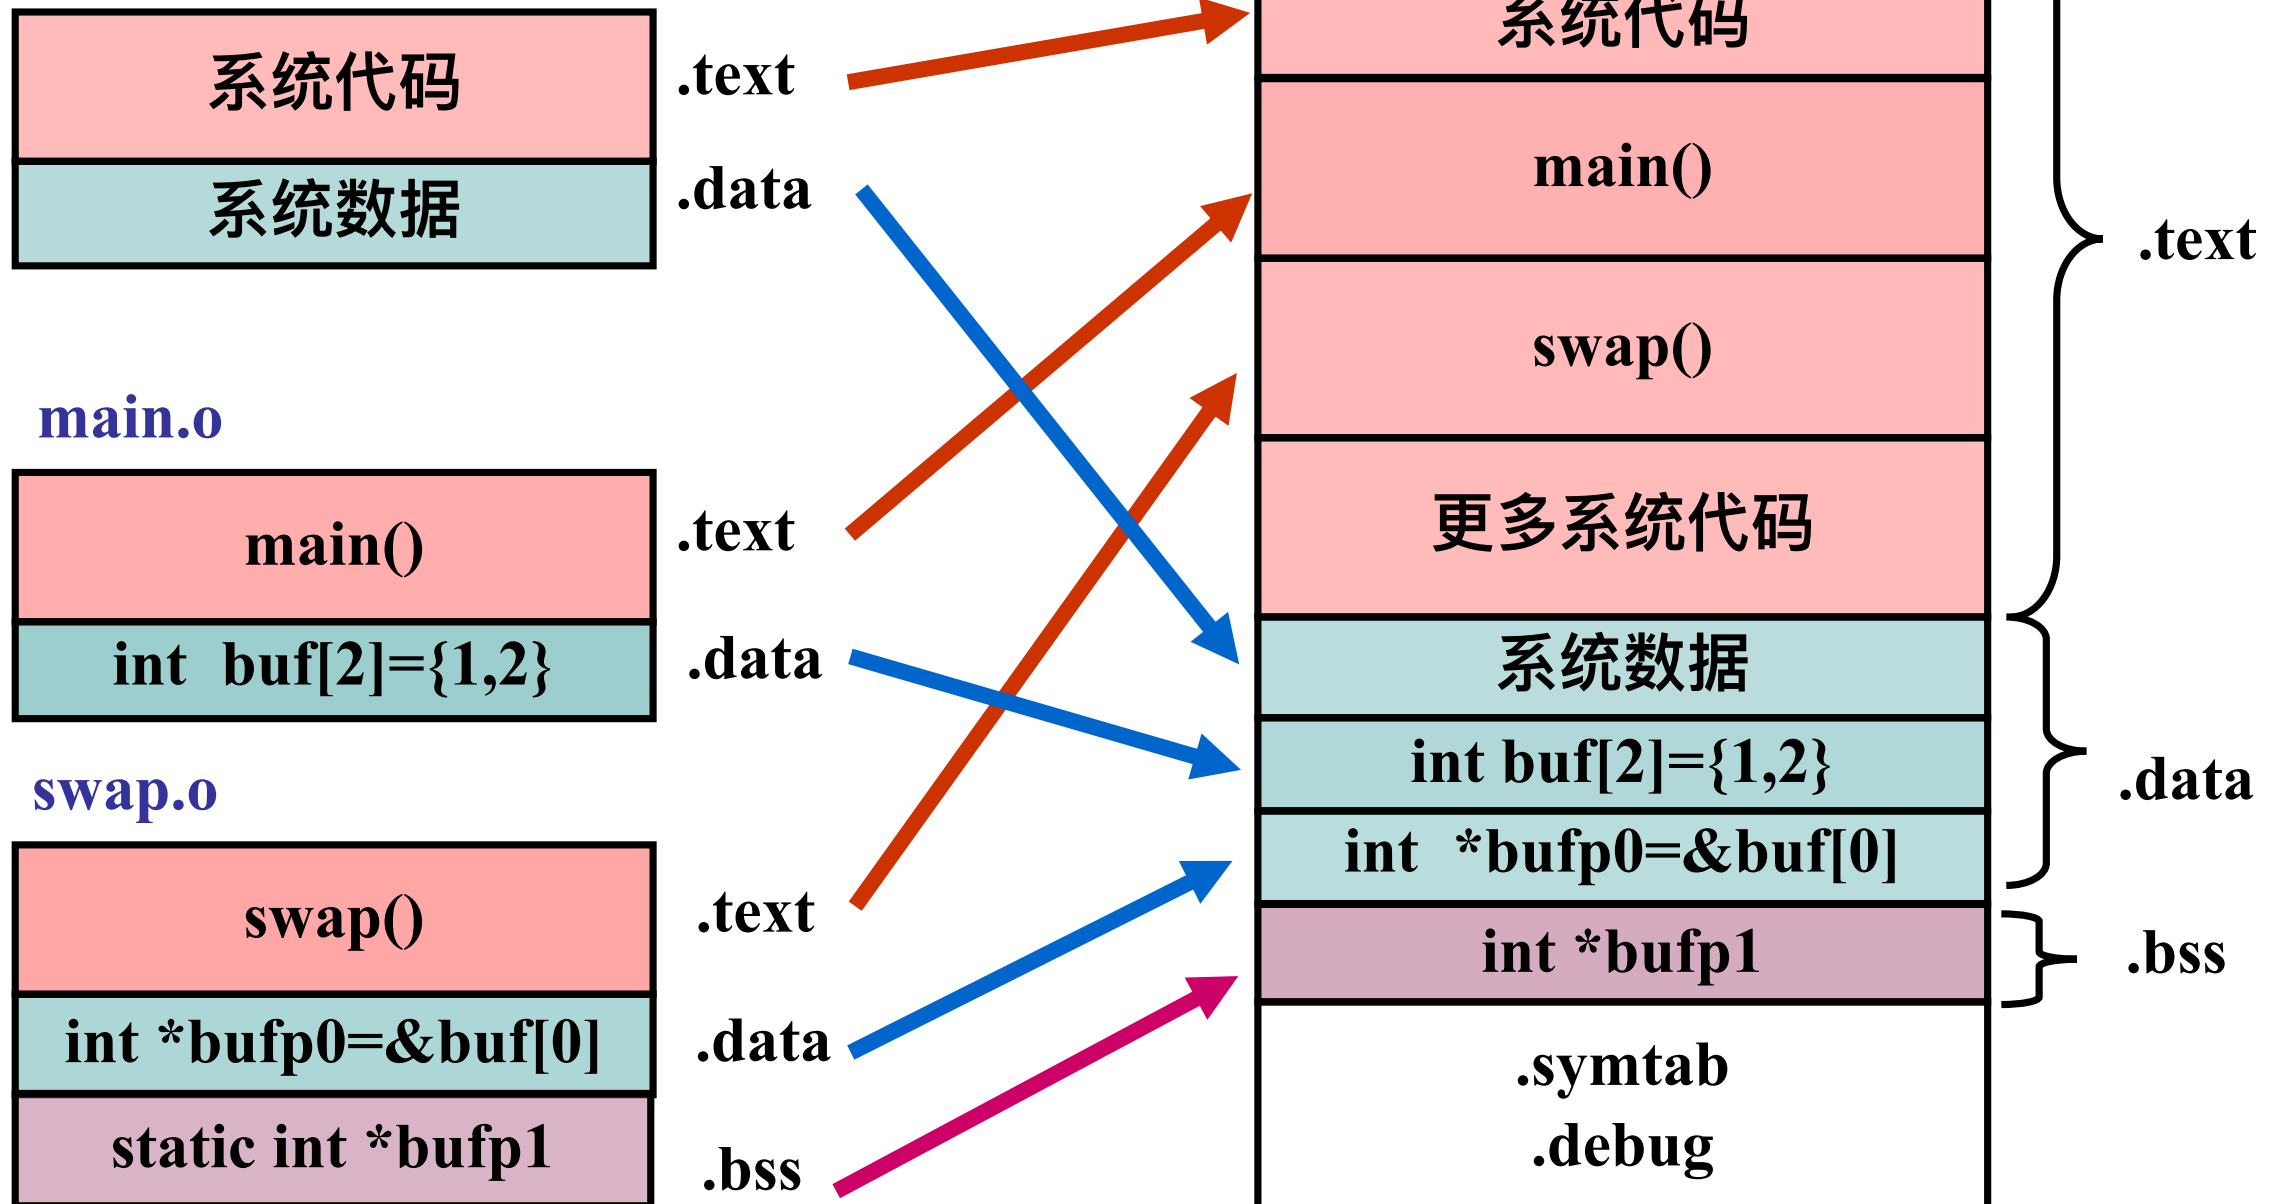 系统代码
.text
系统数据
.data
main.o
main()
.text
int buf[2]={1,2}
.data
swap.o
swap()
.text
int *bufp0=&buf[0]
.data
static int *bufp1
.bss
系统代码
main()
swap()
更多系统代码
.text
系统数据
int buf[2]={1,2}
int *bufp0=&buf[0]
.data
int *bufp1
.bss
.symtab
.debug